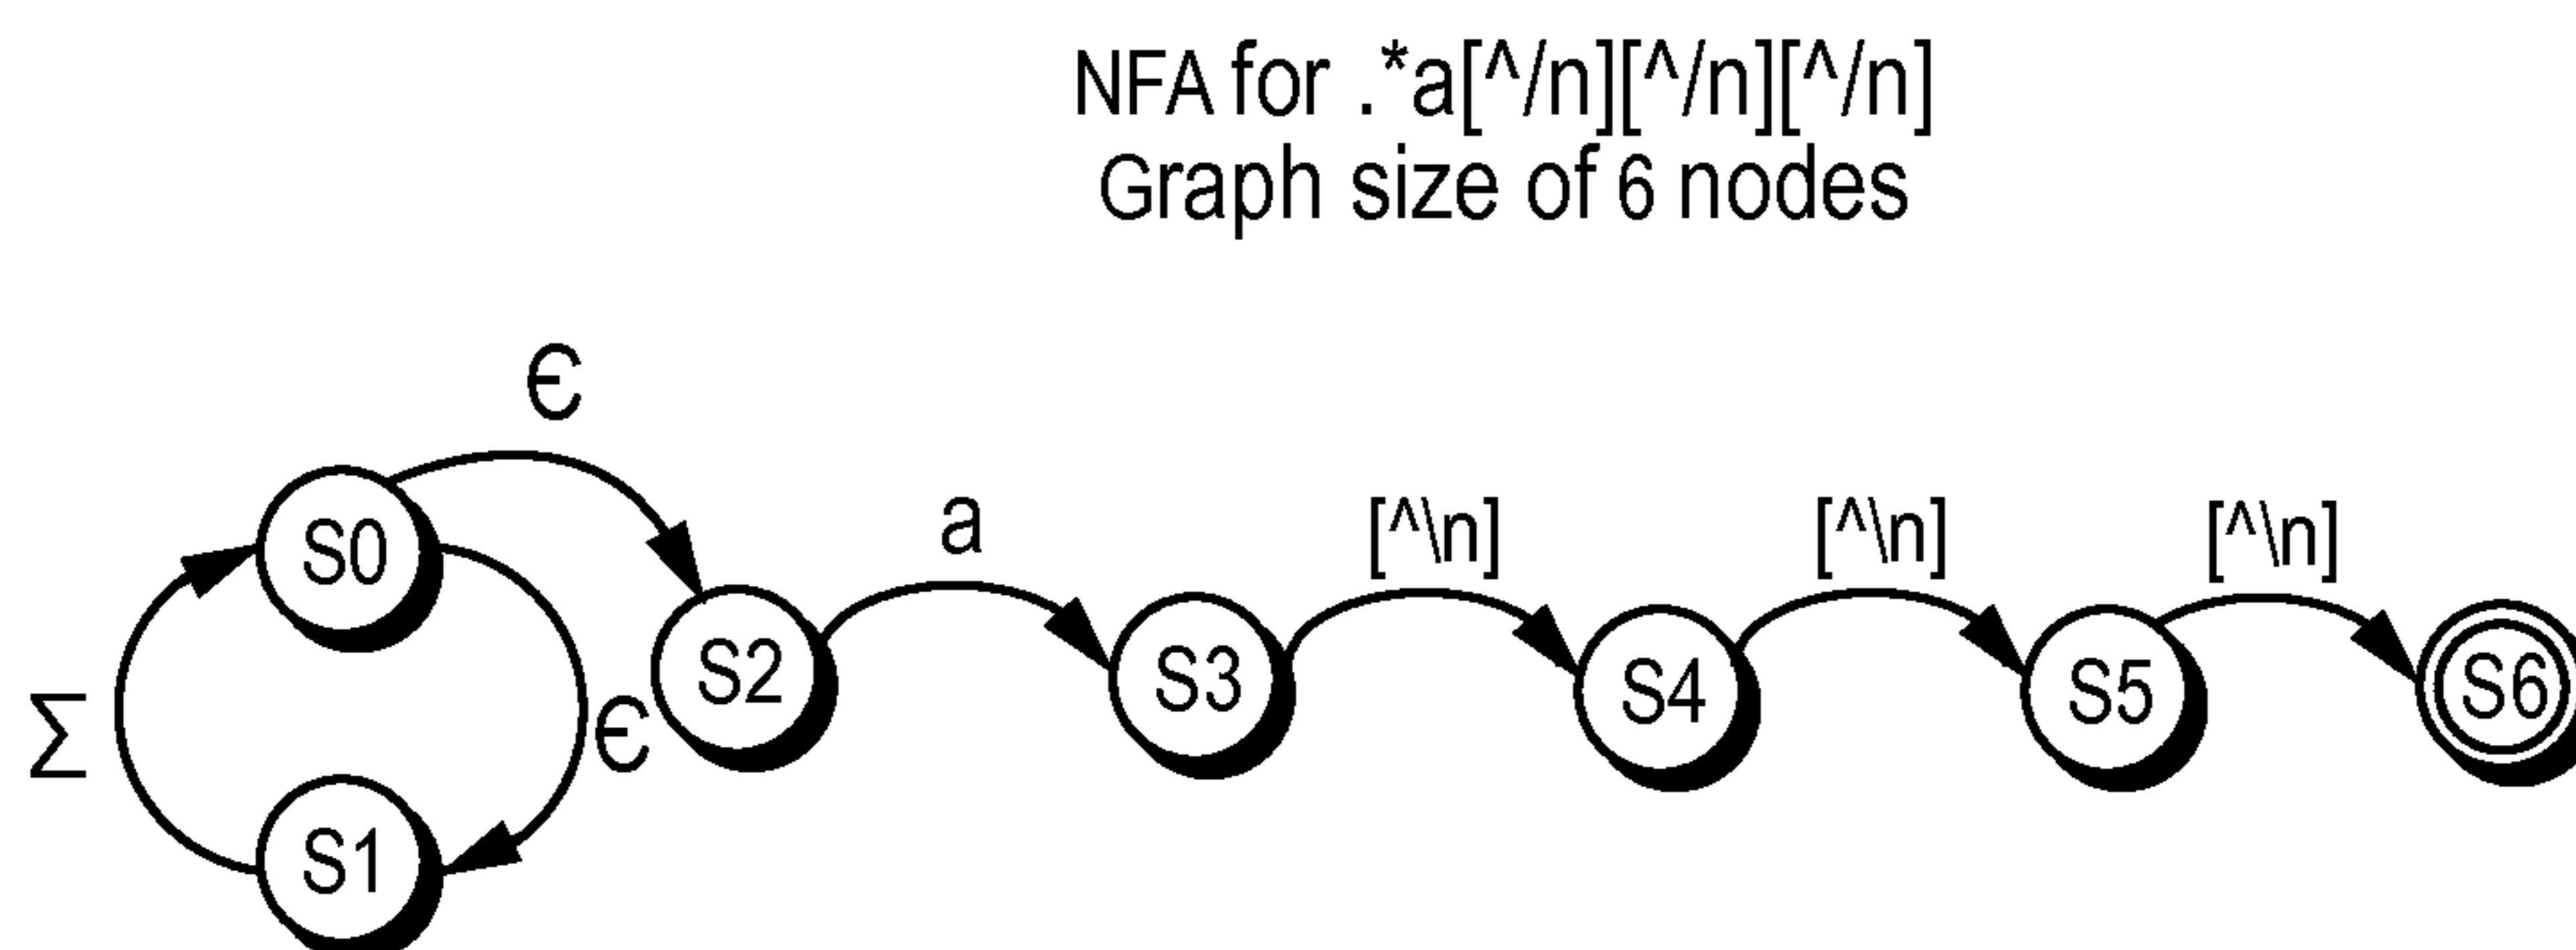 NFA for .*a[^/n][^/n][^/n]
Graph size of 6 nodes
Є
a
[^\n]
[^\n]
[^\n]
S0
S2
S3
S4
S5
S6
∑
Є
S1